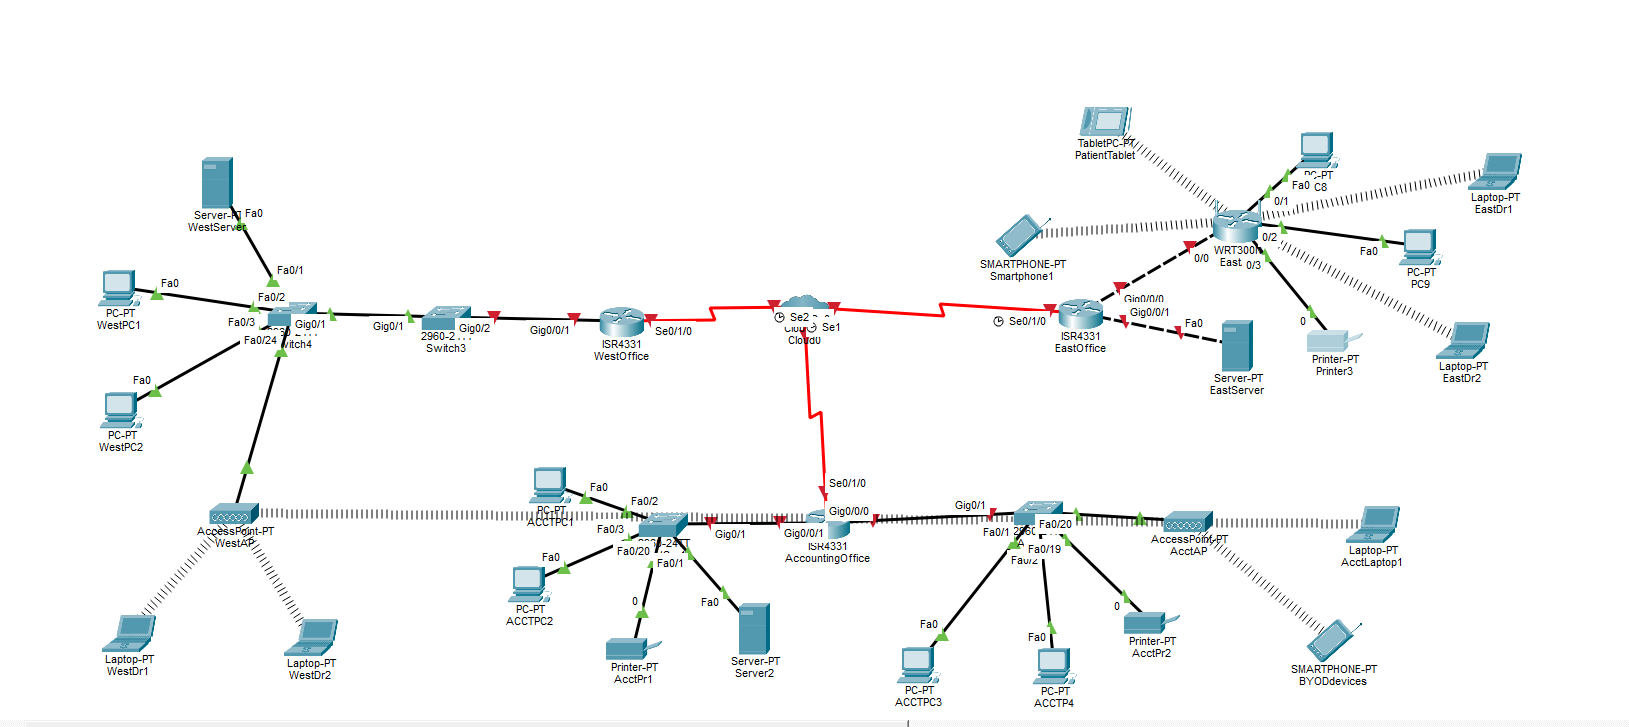 TabletPC-PT
PatientTablet
PC-PT
C8
Fa0
0/1
Laptop-PT
EastDr1
Server-PT
WestServer
Fa0
SMARTPHONE-PT
Smartphone1
WRT300N
East
0/0
0/2
0/3
Fa0
PC-PT
PC9
Fa0/1
Fa0
PC-PT
WestPC1
Fa0/2
Fa0/3
Gig0/1
Fa0/24
Gig0/1
2960-2
Switch3
Gig0/2
Gig0/0/1
ISR4331
WestOffice
Se0/1/0
Se2
Se1
Cloud0
Se0/1/0
ISR4331
EastOffice
Gig0/0/0
Gig0/0/1
Fa0
Server-PT
EastServer
0
Printer-PT
Printer3
Laptop-PT
EastDr2
Fa0
PC-PT
WestPC2
AccessPoint-PT
WestAP
Laptop-PT
WestDr1
Laptop-PT
WestDr2
Fa0
PC-PT
ACCTPC1
Fa0/2
Fa0/3
Fa0/20
Fa0/1
Gig0/1
Fa0
PC-PT
ACCTPC2
0
Printer-PT
AcctPr1
Fa0
Server-PT
Server2
Se0/1/0
Gig0/0/0
Gig0/0/1
ISR4331
AccountingOffice
Gig0/1
Fa0/1
Fa0/20
Fa0/19
Fa0/2
AccessPoint-PT
AcctAP
Laptop-PT
AcctLaptop1
Fa0
PC-PT
ACCTPC3
Fa0
PC-PT
ACCTP4
0
Printer-PT
AcctPr2
SMARTPHONE-PT
BYODdevices